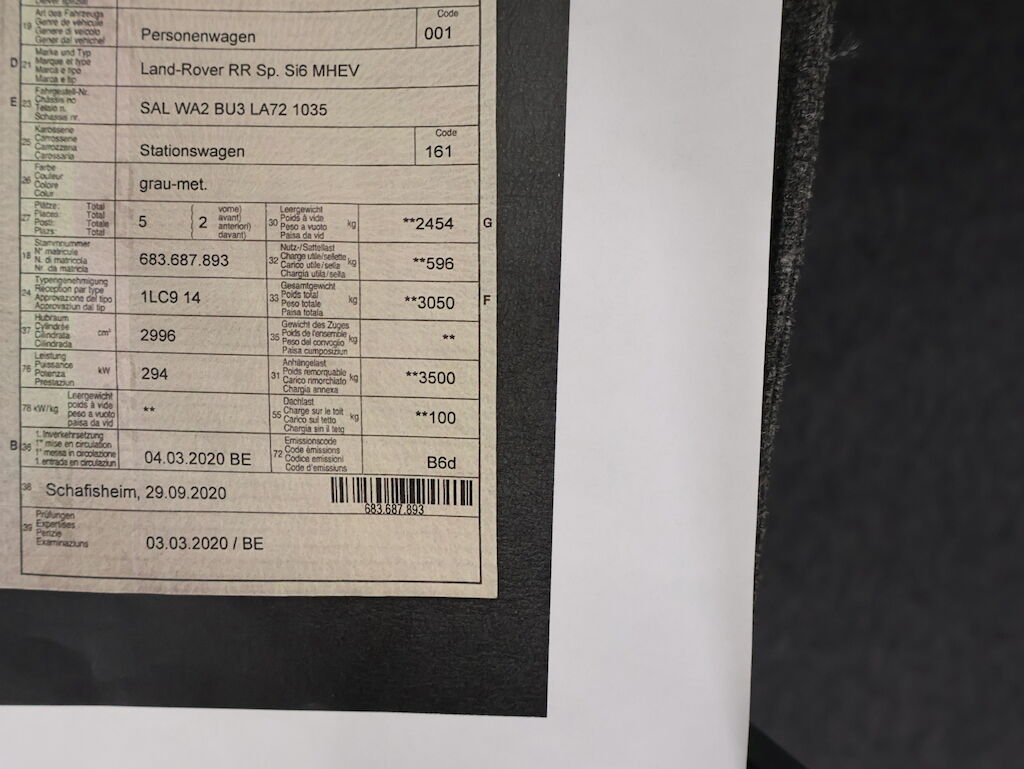 19 Art des Fahrzeugs
Genre de véhicule
Genere di veicolo
Gener dal vehichel
Personenwagen
Code
001
D 21 Marke und Typ
Marque et type
Marca e tipo
Marca e tip
Land-Rover RR Sp. Si6 MHEV
E 23 Fahrgestell-Nr.
Châssis no
Telaio n.
Schassis nr.
SAL WA2 BU3 LA72 1035
25 Karosserie
Carrosserie
Carrozzeria
Carossaria
Stationswagen
Code
161
26 Farbe
Couleur
Colore
Colur
grau-met.
27 Plätze: Total
Places: Total
Posti: Totale
Plazs: Total
5 { 2 vorne)
avant)
anteriori)
davant)
30 Leergewicht
Poids à vide
Peso a vuoto
Paisa da vid
kg
**2454 G
18 Stammnummer
N° matricule
N. di matricola
Nr. da matricla
683.687.893
32 Nutz-/Sattellast
Charge utile/sellette
Carico utile/sella
Chargia utila/sella
kg
**596
24 Typengenehmigung
Réception par type
Approvazione del tipo
Approvaziun dal tip
1LC9 14
33 Gesamtgewicht
Poids total
Peso totale
Paisa totala
kg
**3050 F
37 Hubraum
Cylindrée
Cilindrata
Cilindrada
cm³
2996
35 Gewicht des Zuges
Poids de l'ensemble
Peso del convoglio
Paisa cumposiziun
kg
**
76 Leistung
Puissance
Potenza
Prestaziun
kW
294
31 Anhängelast
Poids remorquable
Carico rimorchiato
Chargia annexa
kg
**3500
78 kW/kg Leergewicht
poids à vide
peso a vuoto
paisa da vid
**
55 Dachlast
Charge sur le toit
Carico sul tetto
Chargia sin il tetg
kg
**100
B 36 1. Inverkehrsetzung
1re mise en circulation
1a messa in circolazione
1. entrada en circulaziun
04.03.2020 BE
72 Emissionscode
Code émissions
Codice emissioni
Code d'emissiuns
B6d
38 Schafisheim, 29.09.2020
683.687.893
39 Prüfungen
Expertises
Perizie
Examinaziuns
03.03.2020 / BE